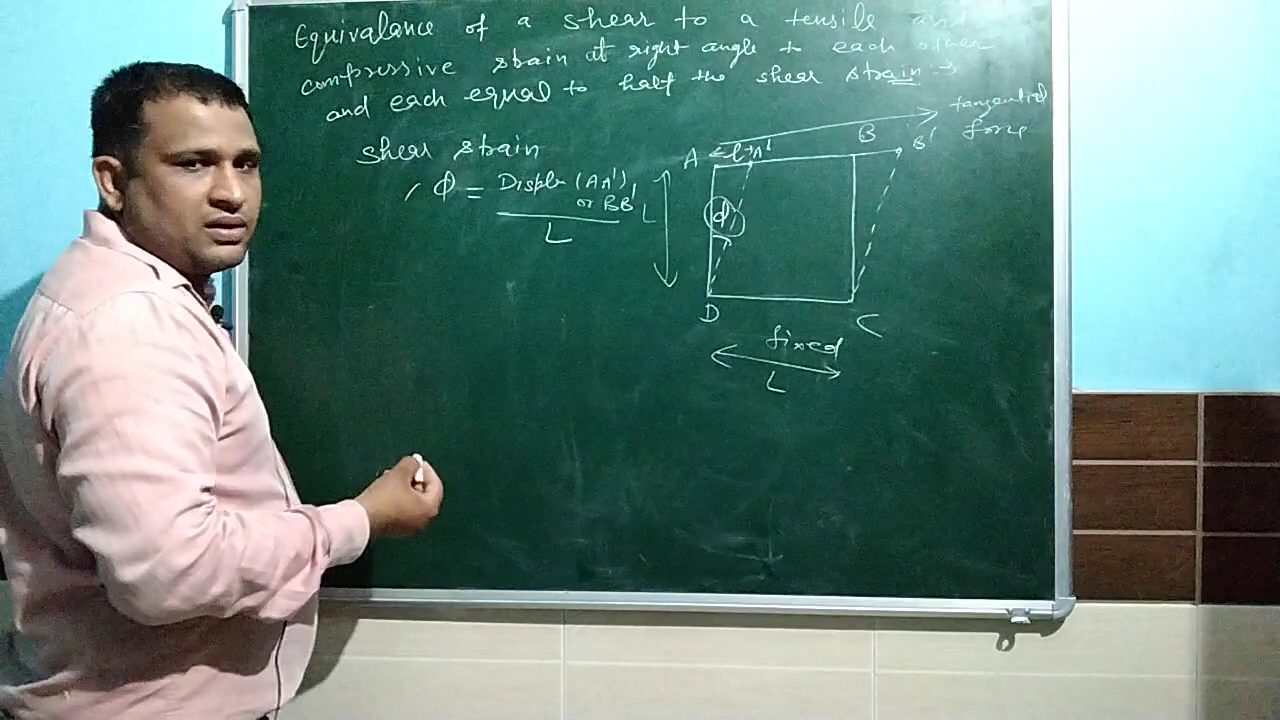 Equivalance of a shear to a tensile and
compressive strain at right angle to each other
and each equal to half the shear strain :->
shear strain
ϕ = Displc (AA') or BB' / L
tangential
force
A
l
A'
B
B'
L
ϕ
D
C
fixed
L